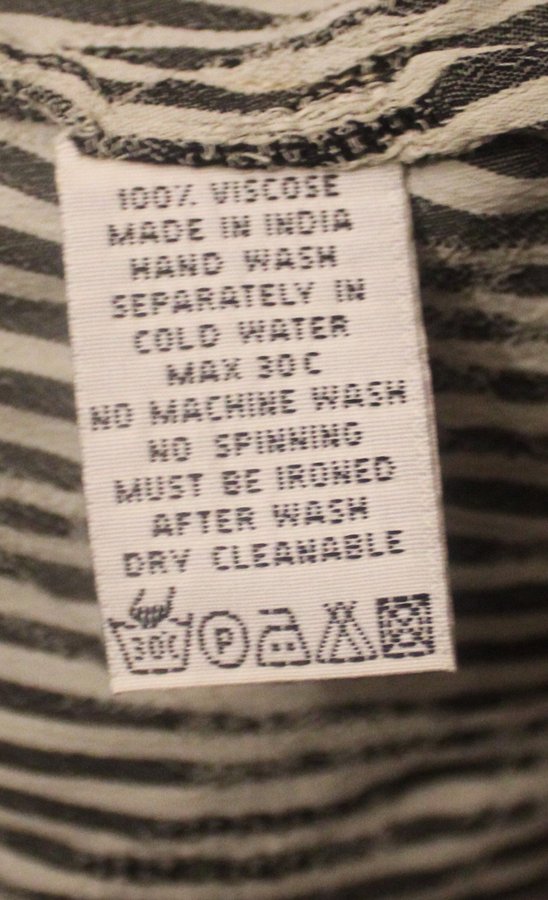 100% VISCOSE
MADE IN INDIA
HAND WASH
SEPARATELY IN
COLD WATER
MAX 30C
NO MACHINE WASH
NO SPINNING
MUST BE IRONED
AFTER WASH
DRY CLEANABLE
30C P